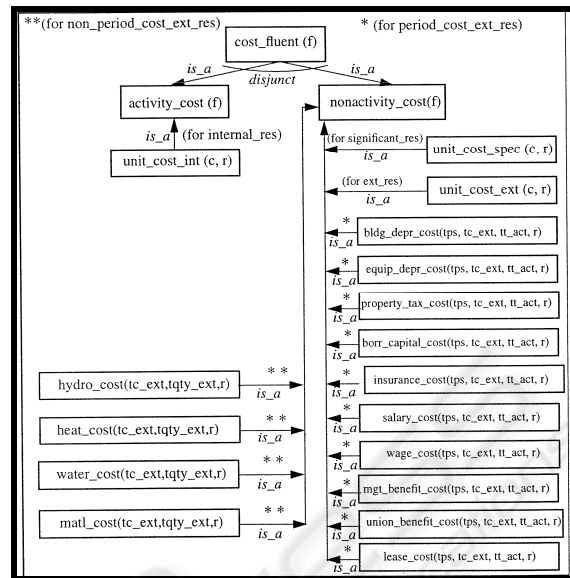 **(for non_period_cost_ext_res)
* (for period_cost_ext_res)
cost_fluent (f)
is_a
is_a
disjunct
activity_cost (f)
nonactivity_cost(f)
is_a
(for internal_res)
unit_cost_int (c, r)
(for significant_res)
is_a
unit_cost_spec (c, r)
(for ext_res)
is_a
unit_cost_ext (c, r)
*
is_a
bldg_depr_cost(tps, tc_ext, tt_act, r)
*
is_a
equip_depr_cost(tps, tc_ext, tt_act, r)
*
is_a
property_tax_cost(tps, tc_ext, tt_act, r)
*
is_a
borr_capital_cost(tps, tc_ext, tt_act, r)
hydro_cost(tc_ext,tqty_ext,r)
**
is_a
*
is_a
insurance_cost(tps, tc_ext, tt_act, r)
*
is_a
salary_cost(tps, tc_ext, tt_act, r)
heat_cost(tc_ext,tqty_ext,r)
**
is_a
*
is_a
wage_cost(tps, tc_ext, tt_act, r)
water_cost(tc_ext,tqty_ext,r)
**
is_a
*
is_a
mgt_benefit_cost(tps, tc_ext, tt_act, r)
matl_cost(tc_ext,tqty_ext,r)
**
is_a
*
is_a
union_benefit_cost(tps, tc_ext, tt_act, r)
*
is_a
lease_cost(tps, tc_ext, tt_act, r)